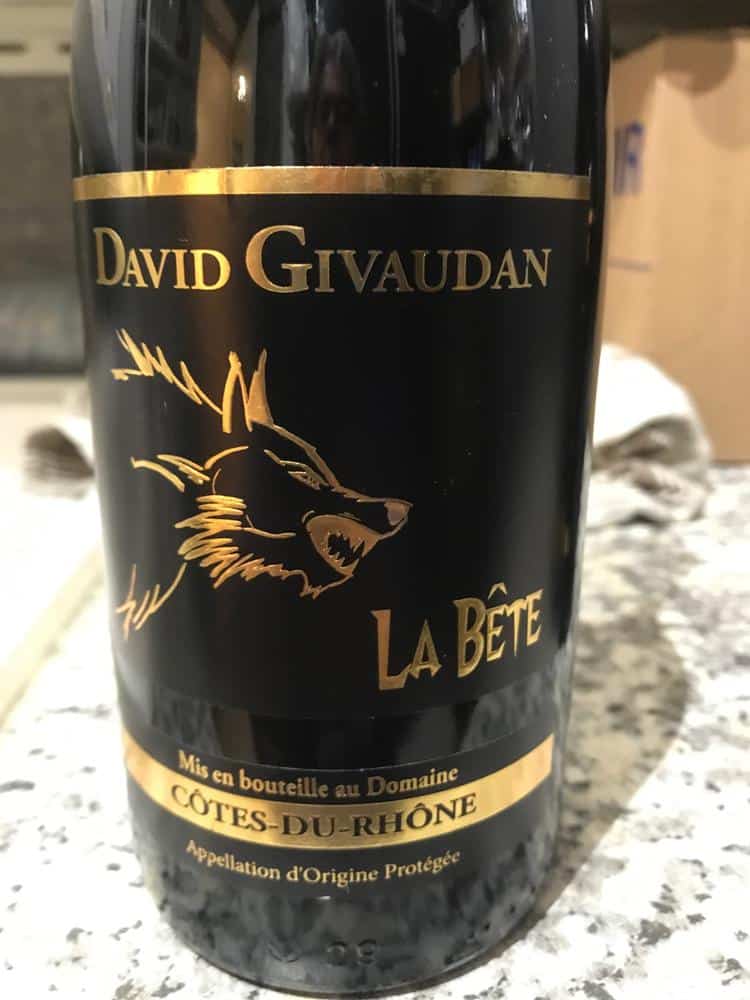 DAVID GIVAUDAN
LA BÊTE
Mis en bouteille au Domaine
CÔTES-DU-RHÔNE
Appellation d'Origine Protégée